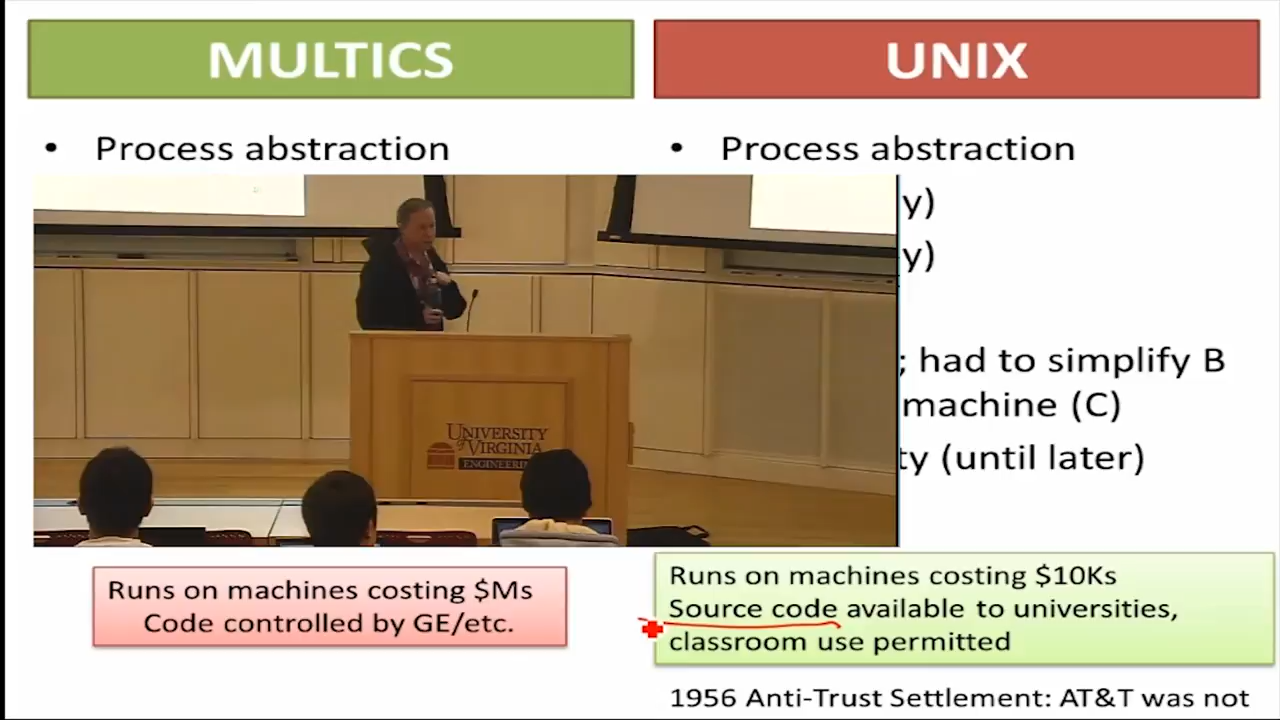 MULTICS
UNIX
• Process abstraction
• Process abstraction
y)
y)
; had to simplify B
machine (C)
ty (until later)
UNIVERSITY
of VIRGINIA
ENGINEERING
Runs on machines costing $Ms
Code controlled by GE/etc.
Runs on machines costing $10Ks
Source code available to universities,
classroom use permitted
1956 Anti-Trust Settlement: AT&T was not